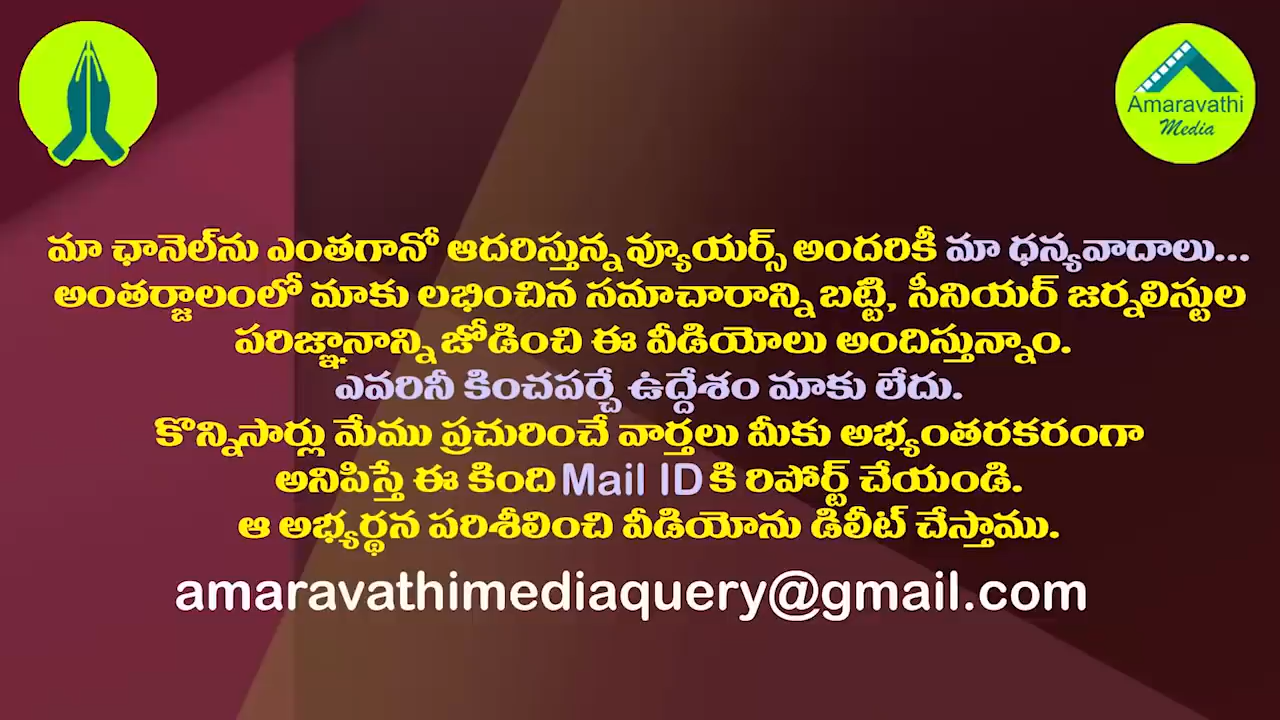 Amaravathi
Media
మా ఛానెల్‌ను ఎంతగానో ఆదరిస్తున్న వ్యూయర్స్ అందరికీ మా ధన్యవాదాలు...
అంతర్జాలంలో మాకు లభించిన సమాచారాన్ని బట్టి, సీనియర్ జర్నలిస్టుల
పరిజ్ఞానాన్ని జోడించి ఈ వీడియోలు అందిస్తున్నాం.
ఎవరినీ కించపర్చే ఉద్దేశం మాకు లేదు.
కొన్నిసార్లు మేము ప్రచురించే వార్తలు మీకు అభ్యంతరకరంగా
అనిపిస్తే ఈ కింది Mail ID కి రిపోర్ట్ చేయండి.
ఆ అభ్యర్థన పరిశీలించి వీడియోను డిలీట్ చేస్తాము.
amaravathimediaquery@gmail.com